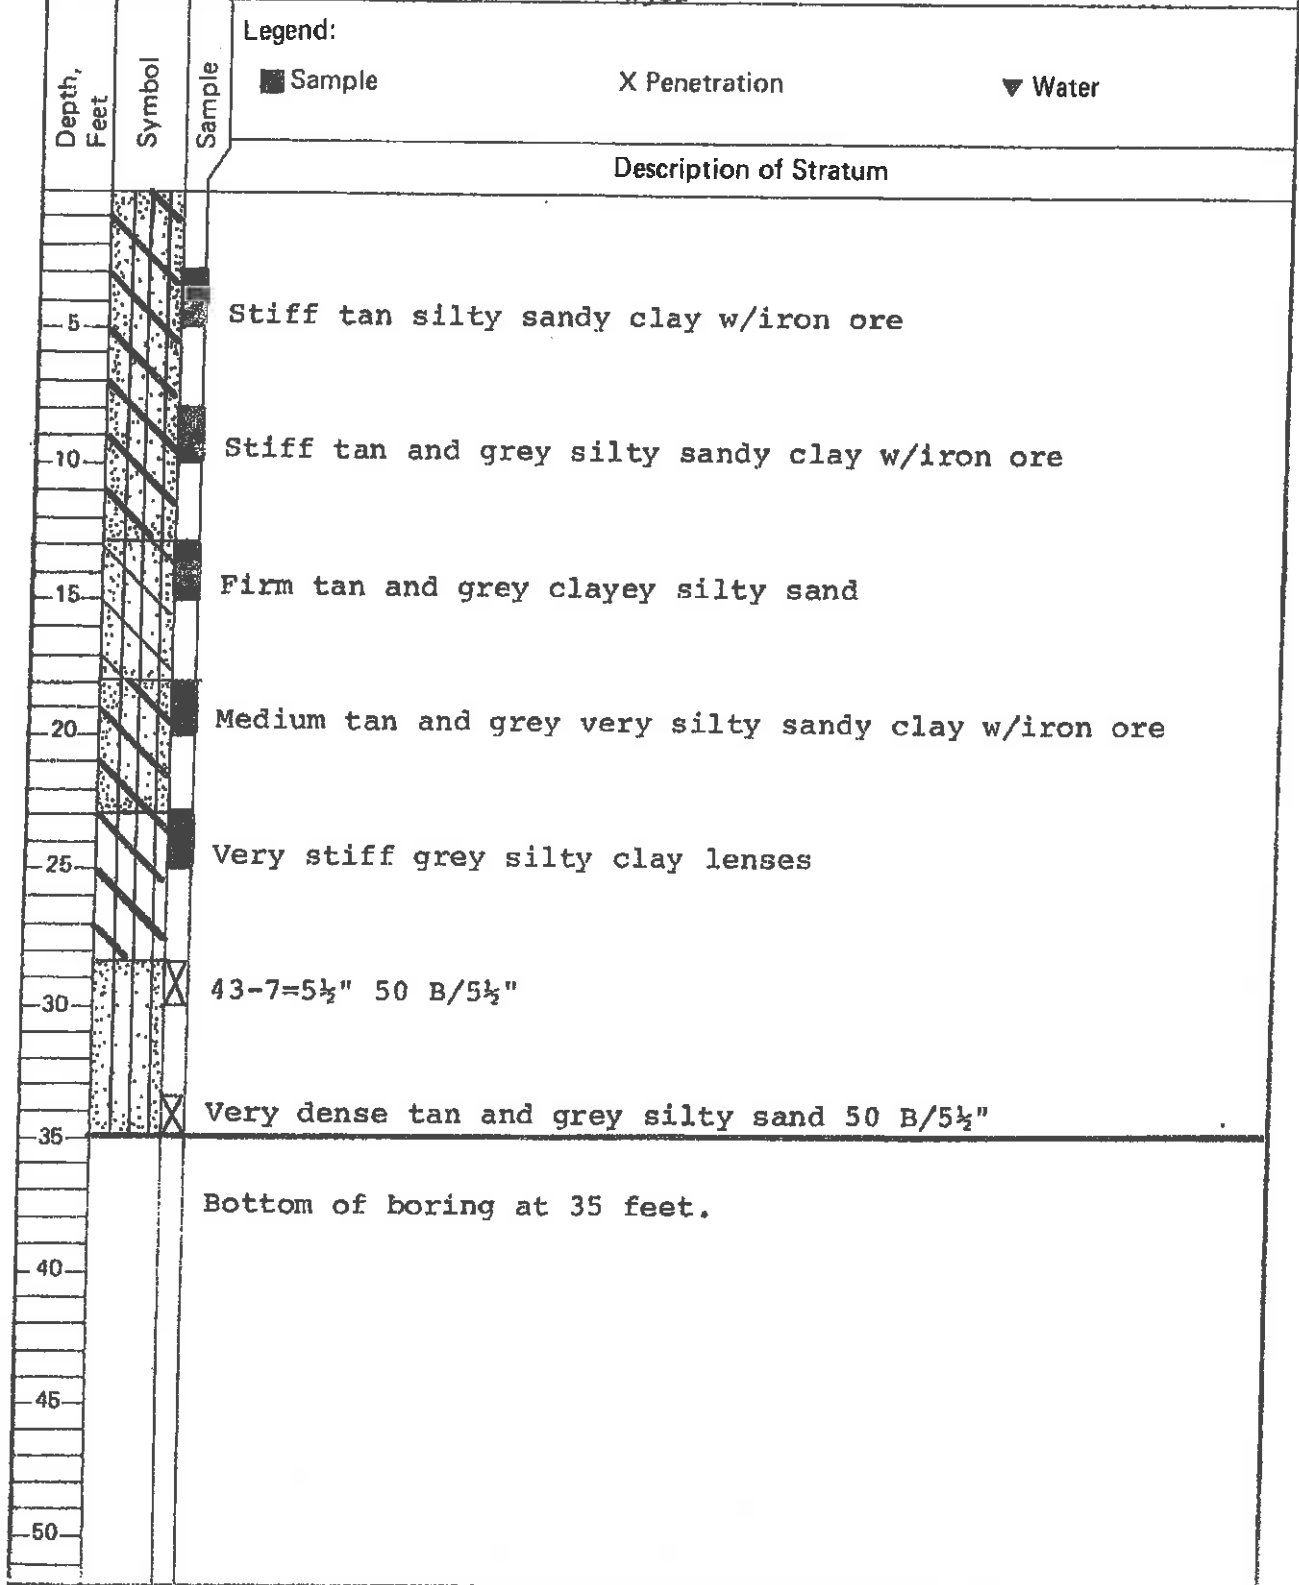 Legend:
Sample
X Penetration
Water
Depth, Feet
Symbol
Sample
Description of Stratum
5
Stiff tan silty sandy clay w/iron ore
10
Stiff tan and grey silty sandy clay w/iron ore
15
Firm tan and grey clayey silty sand
20
Medium tan and grey very silty sandy clay w/iron ore
25
Very stiff grey silty clay lenses
30
43-7=5½" 50 B/5½"
Very dense tan and grey silty sand 50 B/5½"
35
Bottom of boring at 35 feet.
40
45
50